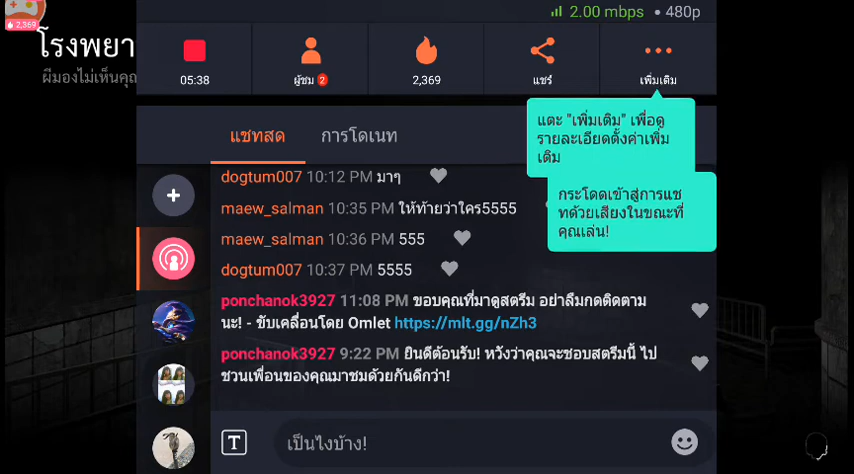 2.00 mbps • 480p
2,369
โรงพยา
ผีมองไม่เห็นคุณ
05:38
ผู้ชม 2
2,369
แชร์
เพิ่มเติม
แตะ "เพิ่มเติม" เพื่อดู
รายละเอียดตั้งค่าเพิ่ม
เติม
กระโดดเข้าสู่การแช
ทด้วยเสียงในขณะที่
คุณเล่น!
แชทสด
การโดเนท
dogtum007 10:12 PM มาๆ
maew_salman 10:35 PM ให้ท้ายว่าใคร5555
maew_salman 10:36 PM 555
dogtum007 10:37 PM 5555
ponchanok3927 11:08 PM ขอบคุณที่มาดูสตรีม อย่าลืมกดติดตาม
นะ! - ขับเคลื่อนโดย Omlet https://mlt.gg/nZh3
ponchanok3927 9:22 PM ยินดีต้อนรับ! หวังว่าคุณจะชอบสตรีมนี้ ไป
ชวนเพื่อนของคุณมาชมด้วยกันดีกว่า!
T
เป็นไงบ้าง!